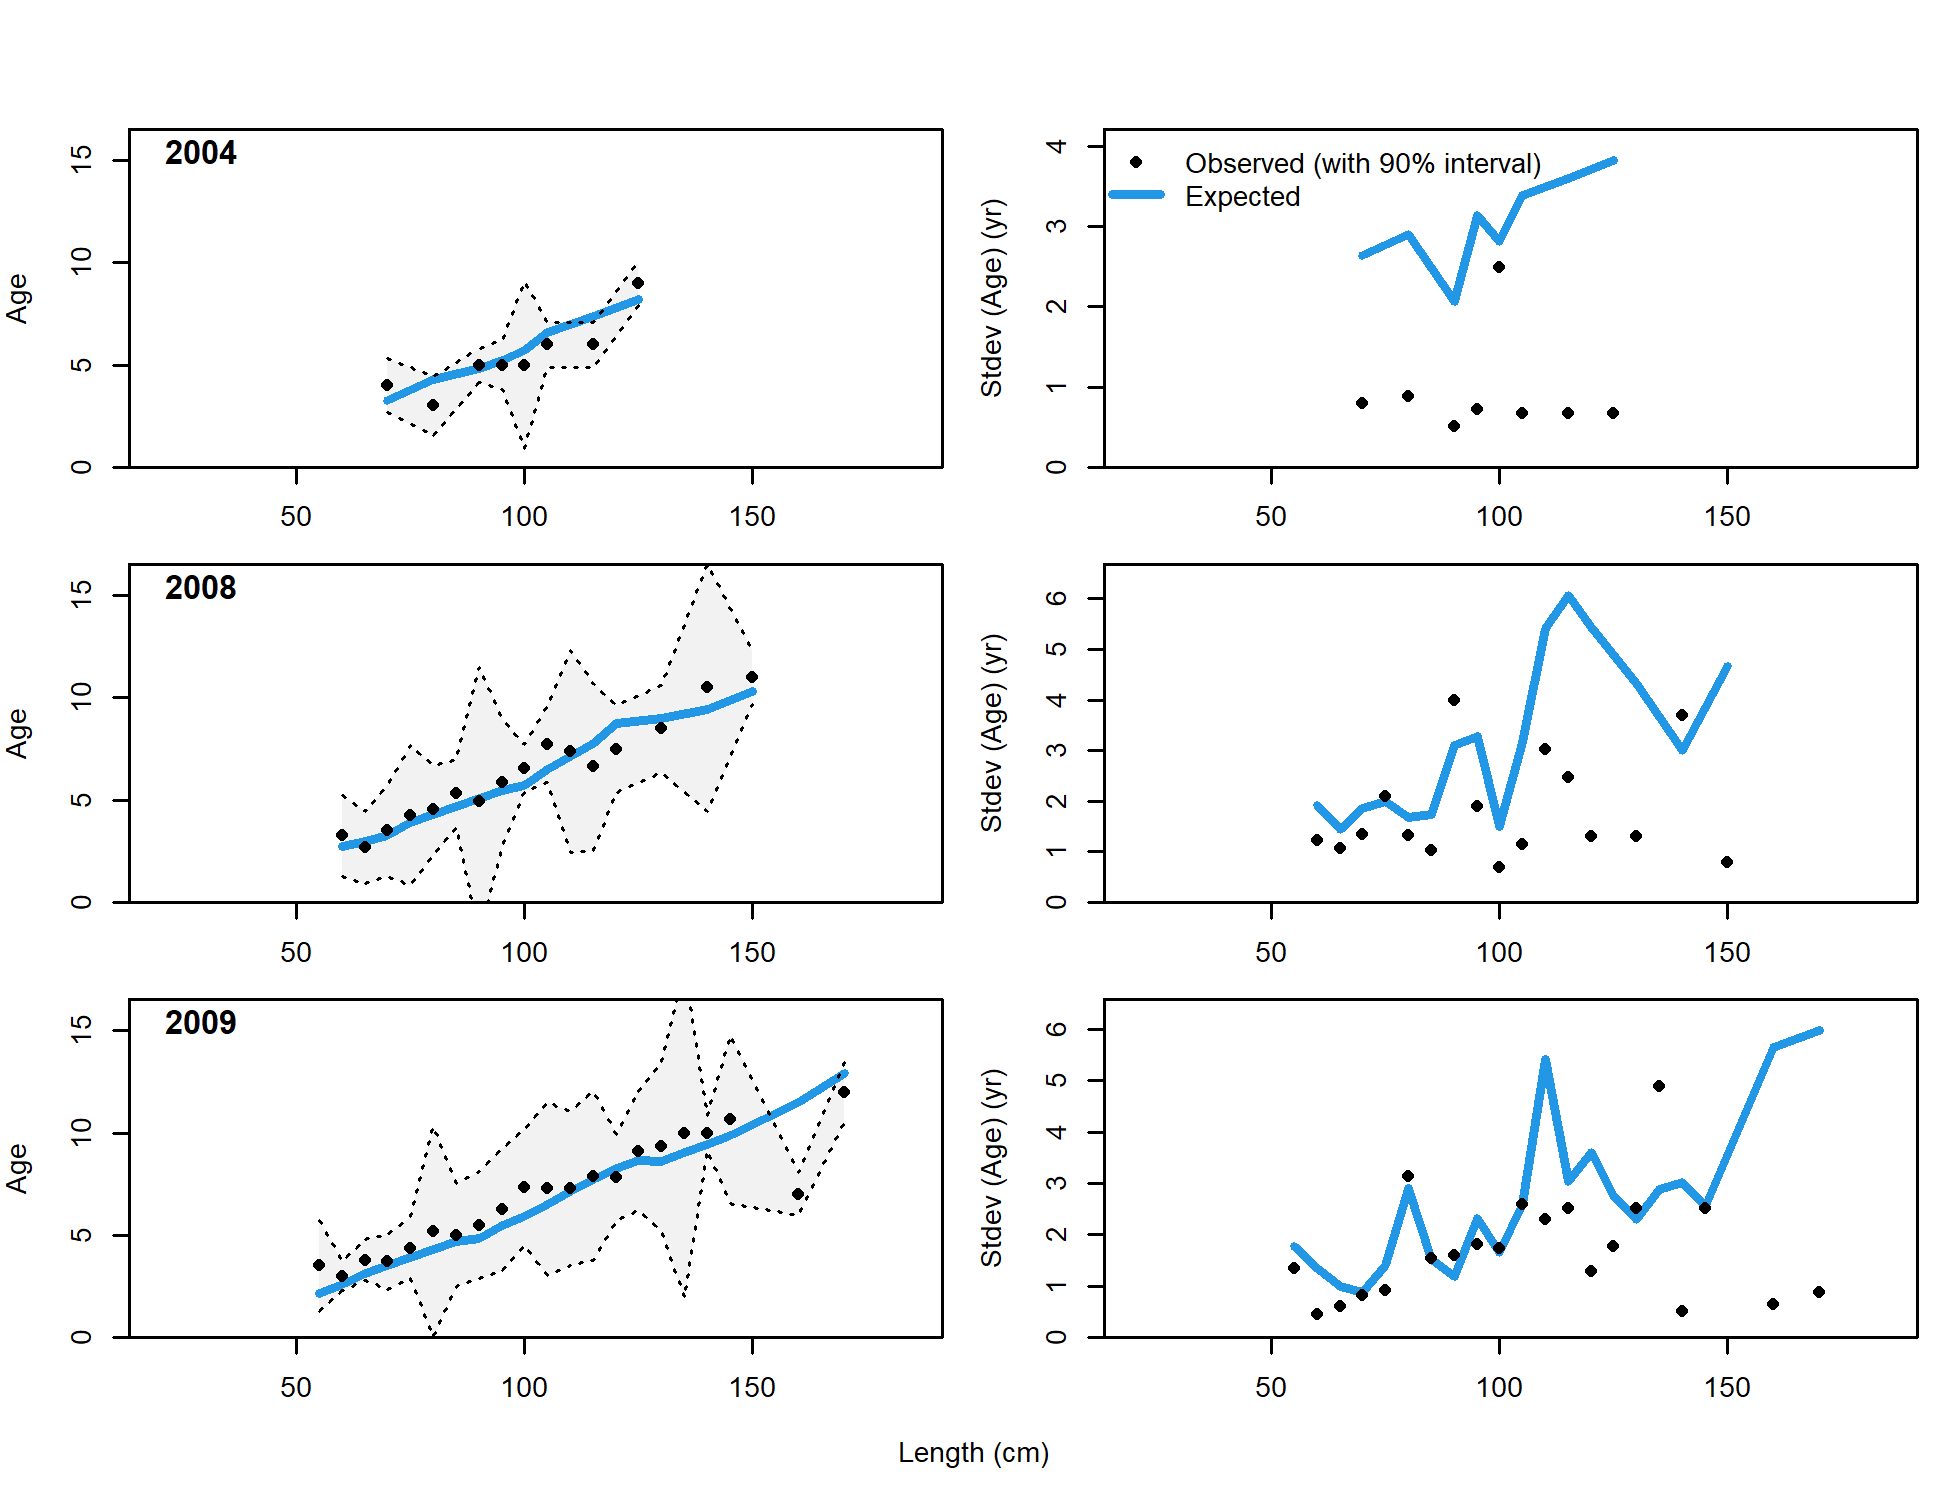 2004
Age
0 5 10 15
50 100 150
Observed (with 90% interval)
Expected
Stdev (Age) (yr)
0 1 2 3 4
50 100 150
2008
Age
0 5 10 15
50 100 150
Stdev (Age) (yr)
0 1 2 3 4 5 6
50 100 150
2009
Age
0 5 10 15
50 100 150
Stdev (Age) (yr)
0 1 2 3 4 5 6
50 100 150
Length (cm)